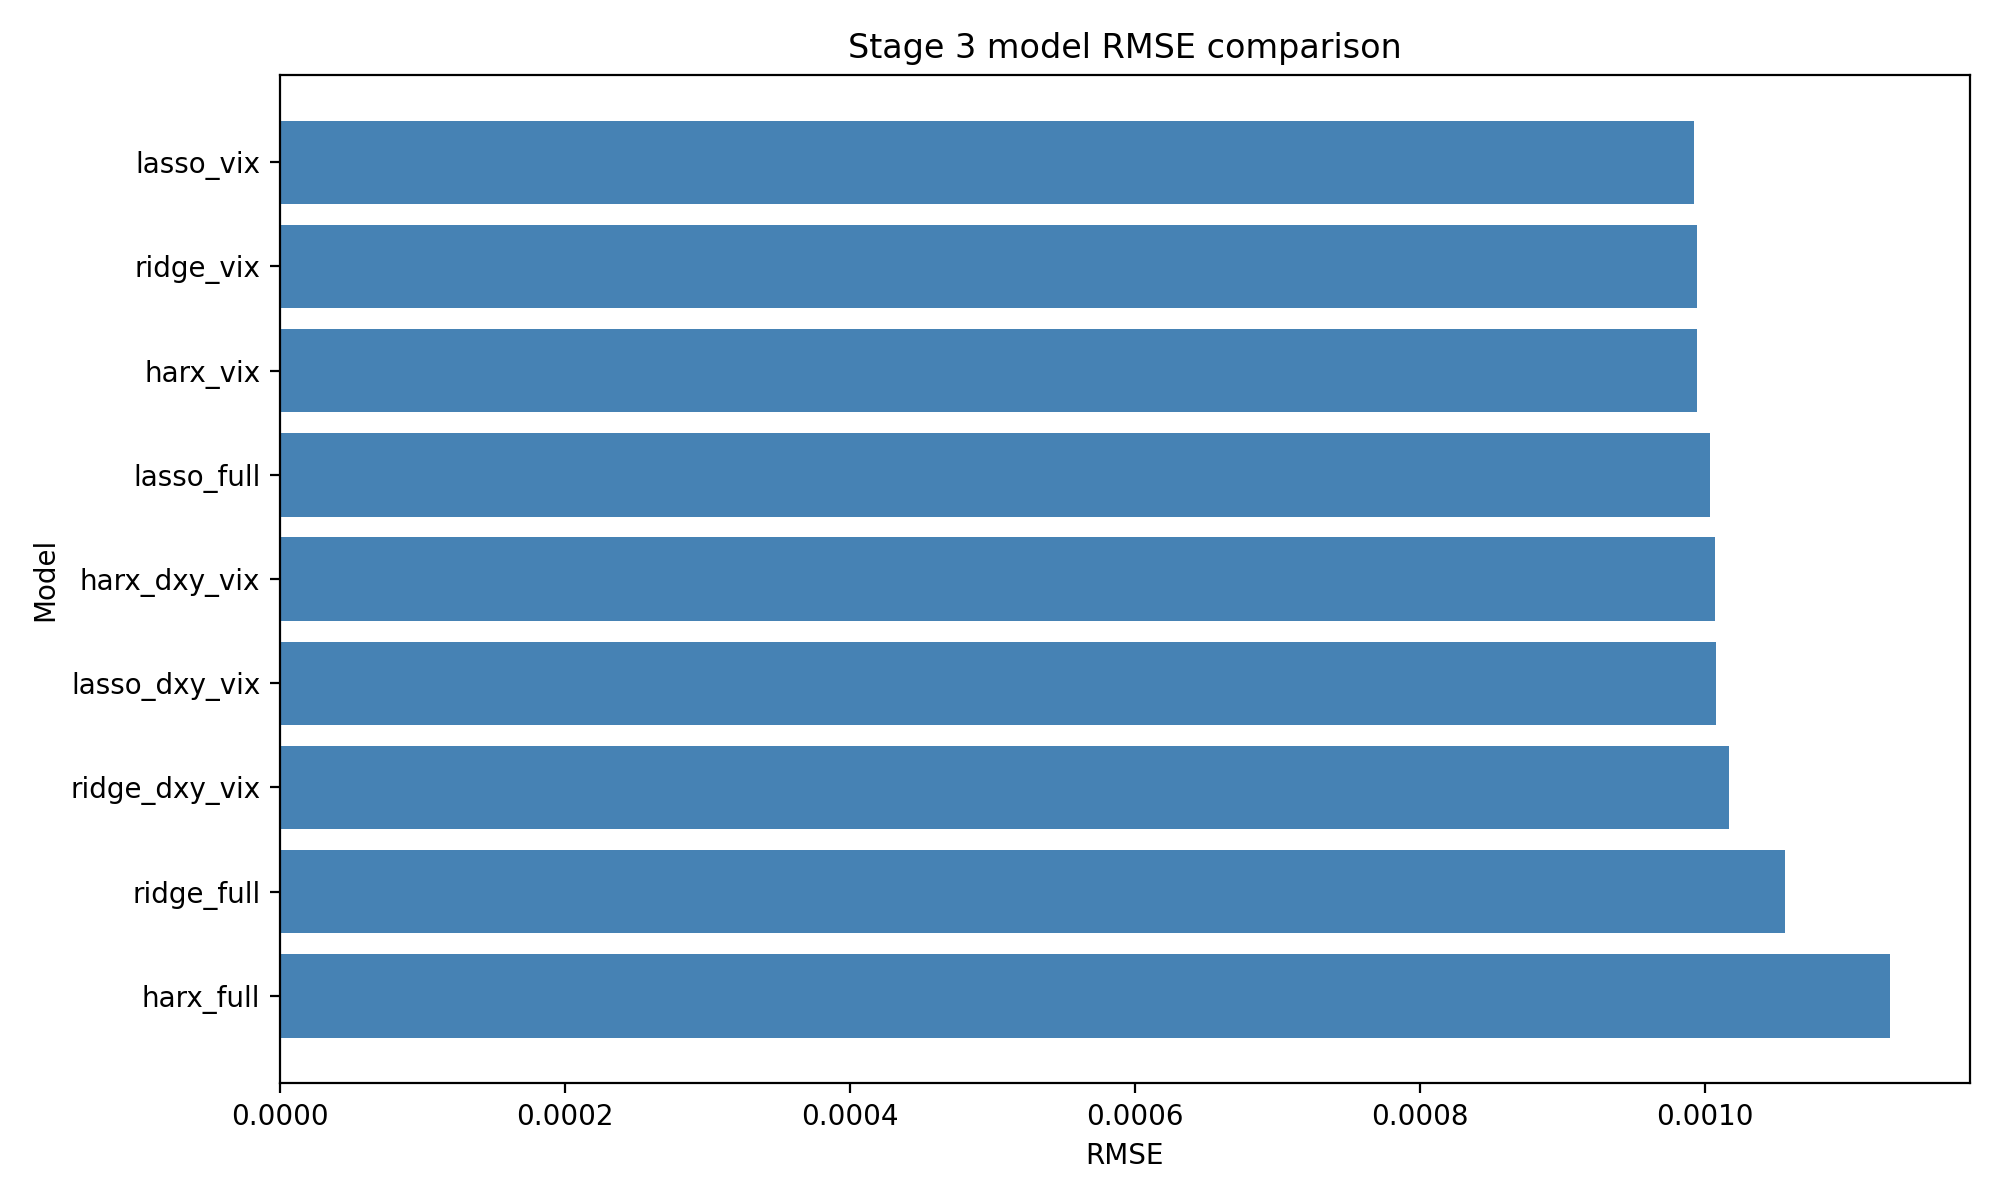 Stage 3 model RMSE comparison
lasso_vix
ridge_vix
harx_vix
lasso_full
harx_dxy_vix
lasso_dxy_vix
ridge_dxy_vix
ridge_full
harx_full
Model
0.0000 0.0002 0.0004 0.0006 0.0008 0.0010
RMSE